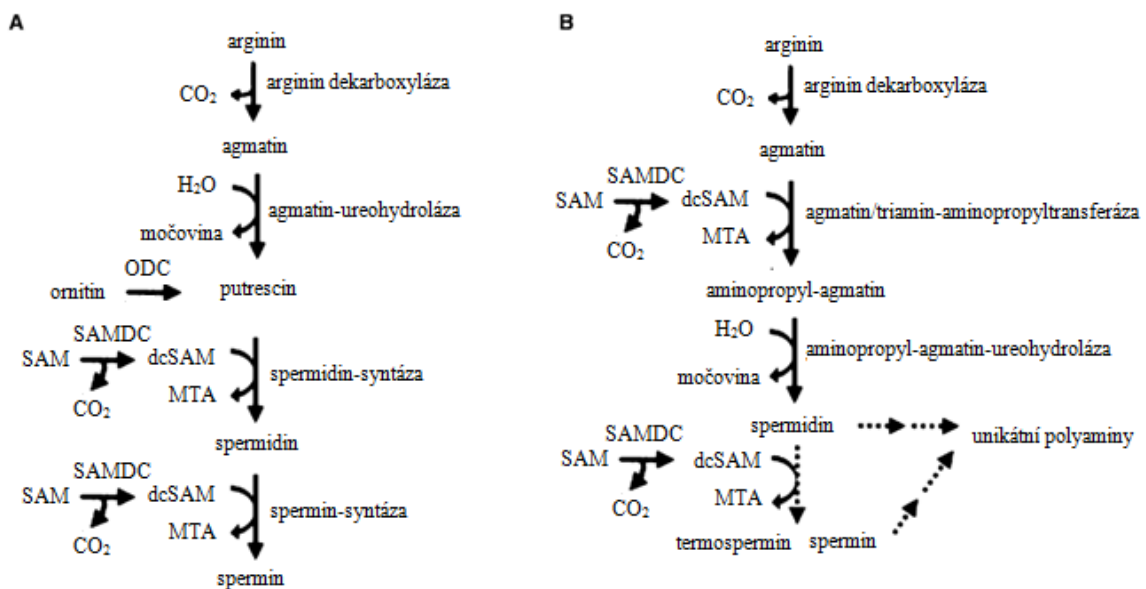 A
arginin
CO₂
arginin dekarboxyláza
agmatin
H₂O
agmatin-ureohydroláza
močovina
ODC
ornitin
putrescin
SAMDC
SAM
dcSAM
spermidin-syntáza
CO₂
MTA
spermidin
SAMDC
SAM
dcSAM
spermin-syntáza
CO₂
MTA
spermin
B
arginin
CO₂
arginin dekarboxyláza
agmatin
SAMDC
SAM
dcSAM
agmatin/triamin-aminopropyltransferáza
CO₂
MTA
aminopropyl-agmatin
H₂O
aminopropyl-agmatin-ureohydroláza
močovina
spermidin
unikátní polyaminy
SAMDC
SAM
dcSAM
CO₂
MTA
termospermin
spermin